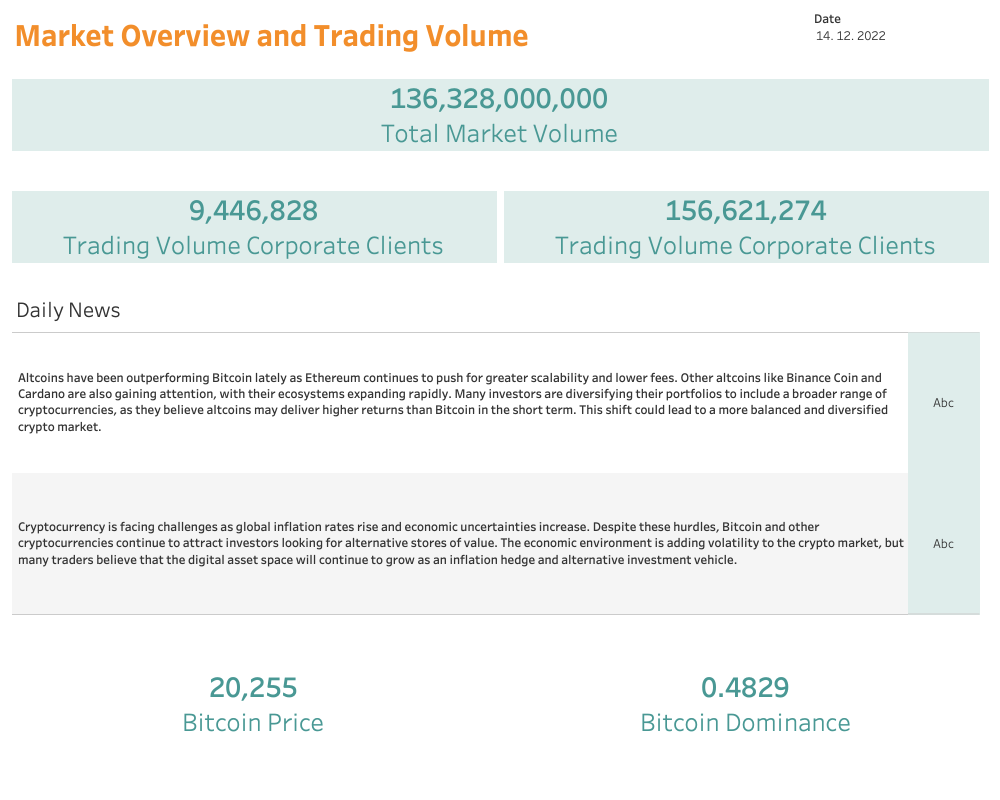 Market Overview and Trading Volume
Date
14. 12. 2022
136,328,000,000
Total Market Volume
9,446,828
Trading Volume Corporate Clients
156,621,274
Trading Volume Corporate Clients
Daily News
Altcoins have been outperforming Bitcoin lately as Ethereum continues to push for greater scalability and lower fees. Other altcoins like Binance Coin and
Cardano are also gaining attention, with their ecosystems expanding rapidly. Many investors are diversifying their portfolios to include a broader range of
cryptocurrencies, as they believe altcoins may deliver higher returns than Bitcoin in the short term. This shift could lead to a more balanced and diversified
crypto market.
Abc
Cryptocurrency is facing challenges as global inflation rates rise and economic uncertainties increase. Despite these hurdles, Bitcoin and other
cryptocurrencies continue to attract investors looking for alternative stores of value. The economic environment is adding volatility to the crypto market, but
many traders believe that the digital asset space will continue to grow as an inflation hedge and alternative investment vehicle.
Abc
20,255
Bitcoin Price
0.4829
Bitcoin Dominance